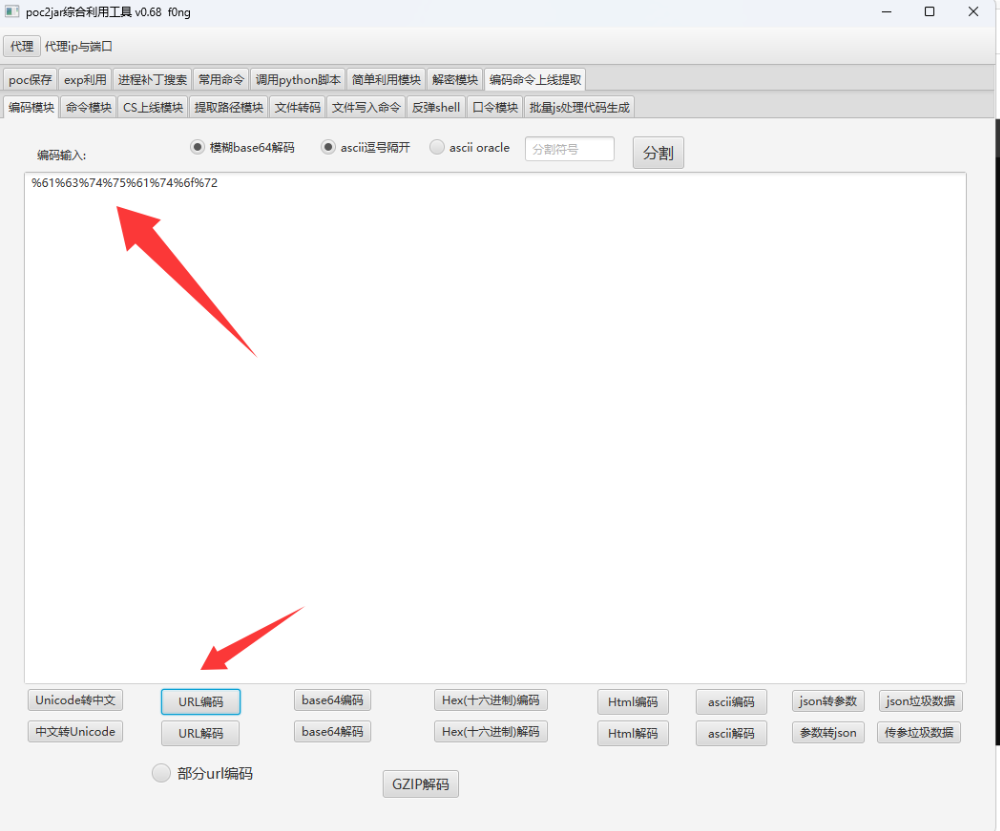 poc2jar综合利用工具 v0.68 f0ng
代理 代理ip与端口
poc保存 exp利用 进程补丁搜索 常用命令 调用python脚本 简单利用模块 解密模块 编码命令上线提取
编码模块 命令模块 CS上线模块 提取路径模块 文件转码 文件写入命令 反弹shell 口令模块 批量js处理代码生成
编码输入: 模糊base64解码 ascii逗号隔开 ascii oracle 分割符号 分割
%61%63%74%75%61%74%6f%72
Unicode转中文 URL编码 base64编码 Hex(十六进制)编码 Html编码 ascii编码 json转参数 json垃圾数据
中文转Unicode URL解码 base64解码 Hex(十六进制)解码 Html解码 ascii解码 参数转json 传参垃圾数据
部分url编码 GZIP解码